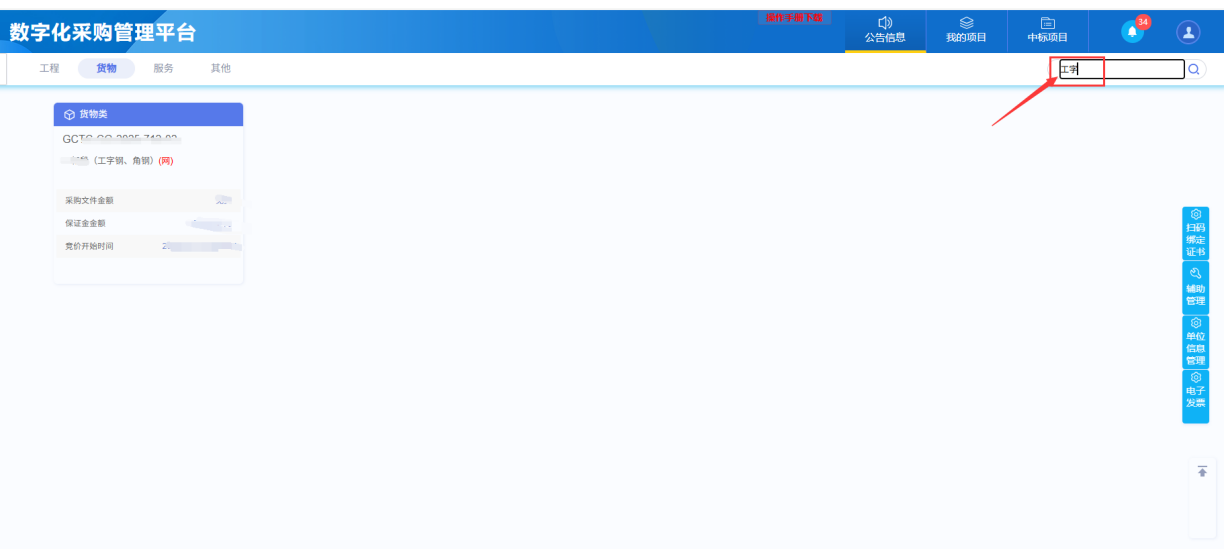 数字化采购管理平台
操作手册下载
公告信息
我的项目
中标项目
34
工程
货物
服务
其他
工字
货物类
（工字钢、角钢）(网)
采购文件金额
保证金金额
竞价开始时间
扫码
绑定
证书
辅助
管理
单位
信息
管理
电子
发票